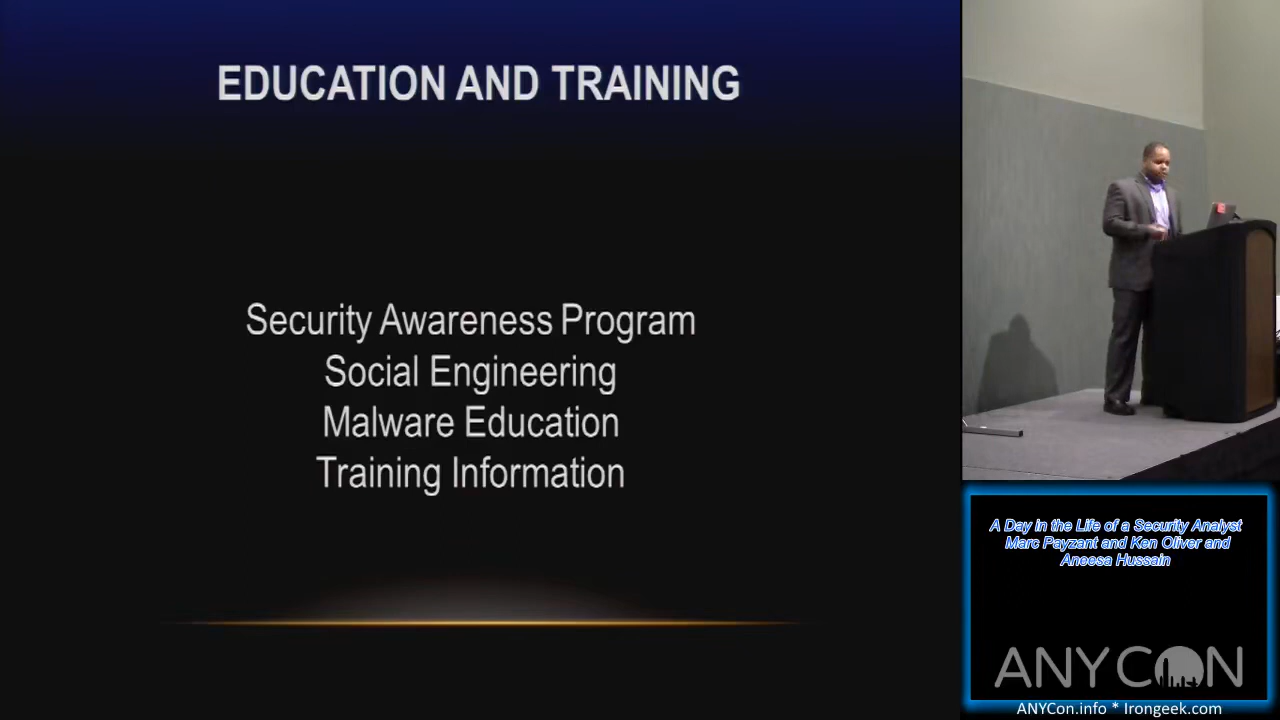 EDUCATION AND TRAINING
Security Awareness Program
Social Engineering
Malware Education
Training Information
A Day in the Life of a Security Analyst
Marc Payzant and Ken Oliver and
Aneesa Hussain
ANYCON
ANYCon.info * Irongeek.com